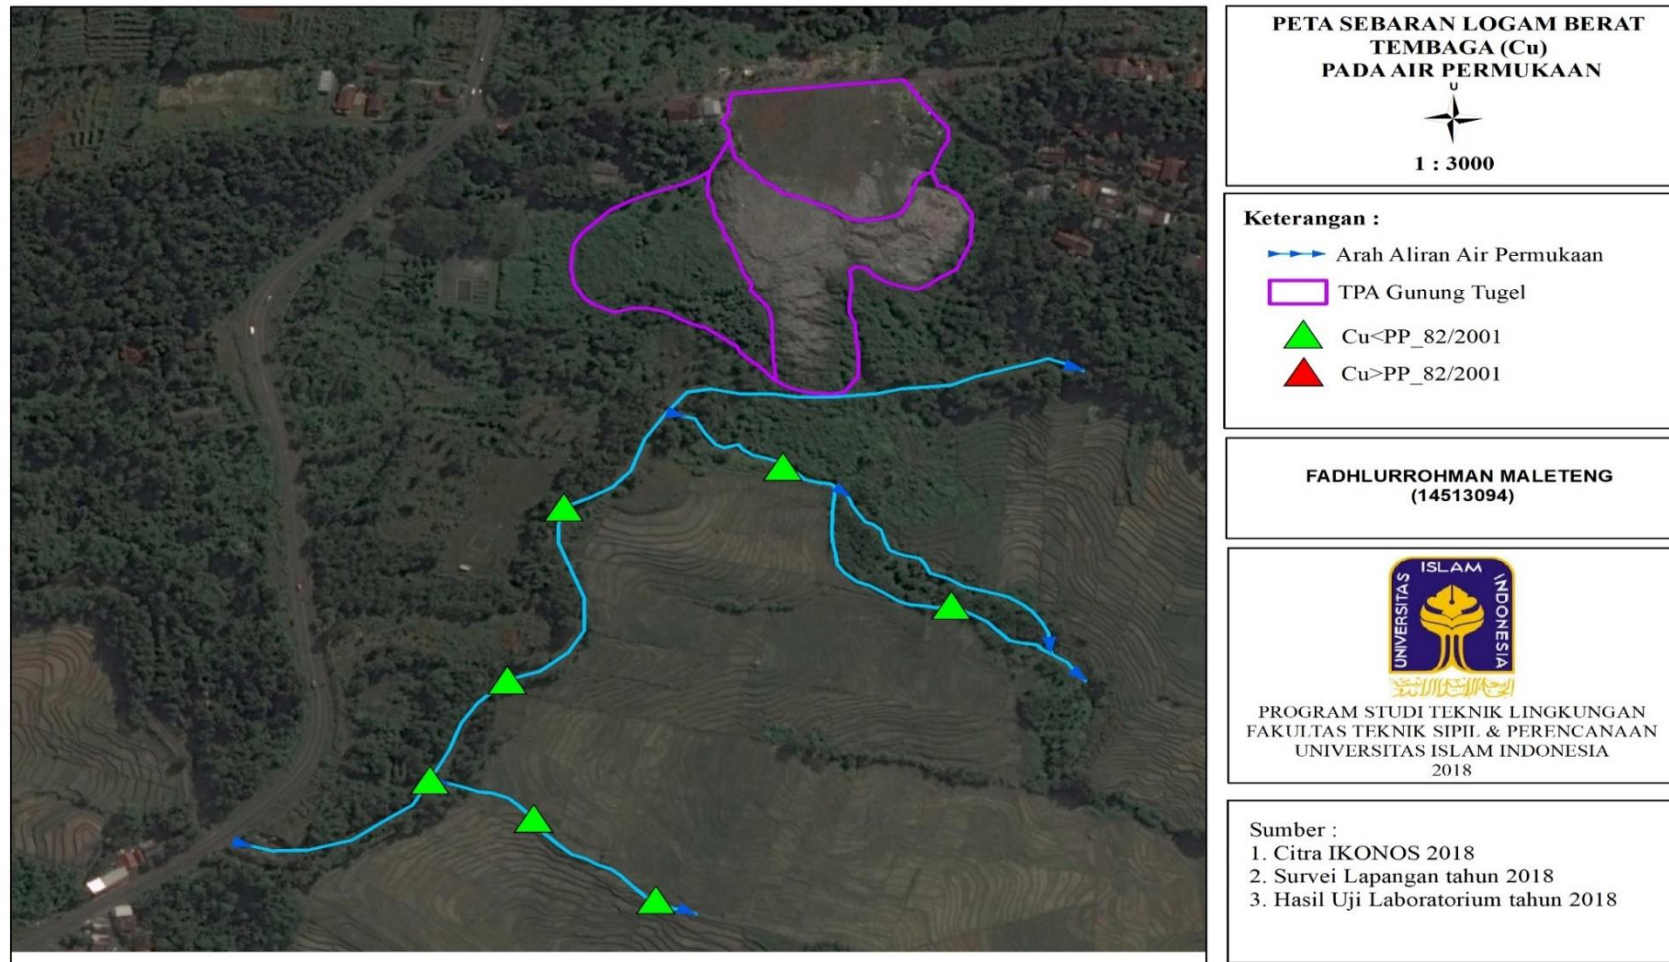 PETA SEBARAN LOGAM BERAT
TEMBAGA (Cu)
PADA AIR PERMUKAAN
U
1 : 3000
Keterangan :
Arah Aliran Air Permukaan
TPA Gunung Tugel
Cu<PP_82/2001
Cu>PP_82/2001
FADHLURROHMAN MALETENG
(14513094)
UNIVERSITAS
ISLAM
INDONESIA
PROGRAM STUDI TEKNIK LINGKUNGAN
FAKULTAS TEKNIK SIPIL & PERENCANAAN
UNIVERSITAS ISLAM INDONESIA
2018
Sumber :
1. Citra IKONOS 2018
2. Survei Lapangan tahun 2018
3. Hasil Uji Laboratorium tahun 2018